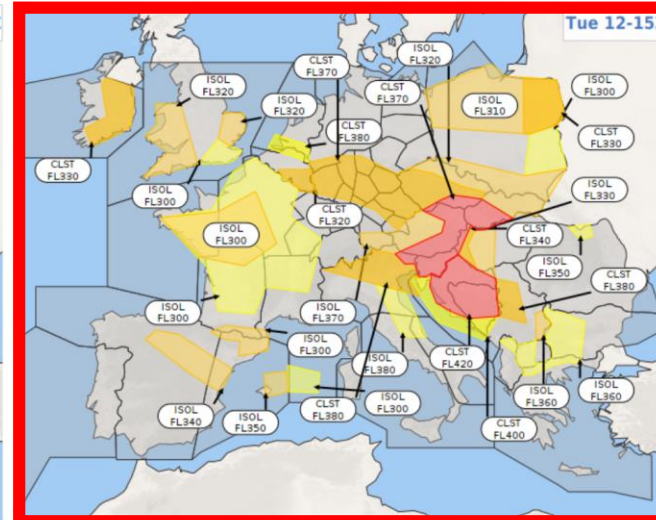 Tue 12-15
CLST
FL370
ISOL
FL320
ISOL
FL320
CLST
FL370
ISOL
FL310
ISOL
FL300
ISOL
FL320
CLST
FL380
CLST
FL330
CLST
FL330
ISOL
FL300
CLST
FL320
ISOL
FL330
ISOL
FL300
CLST
FL340
ISOL
FL350
CLST
FL380
ISOL
FL300
ISOL
FL370
ISOL
FL300
ISOL
FL380
CLST
FL420
ISOL
FL360
ISOL
FL360
ISOL
FL340
ISOL
FL350
CLST
FL380
ISOL
FL300
CLST
FL400